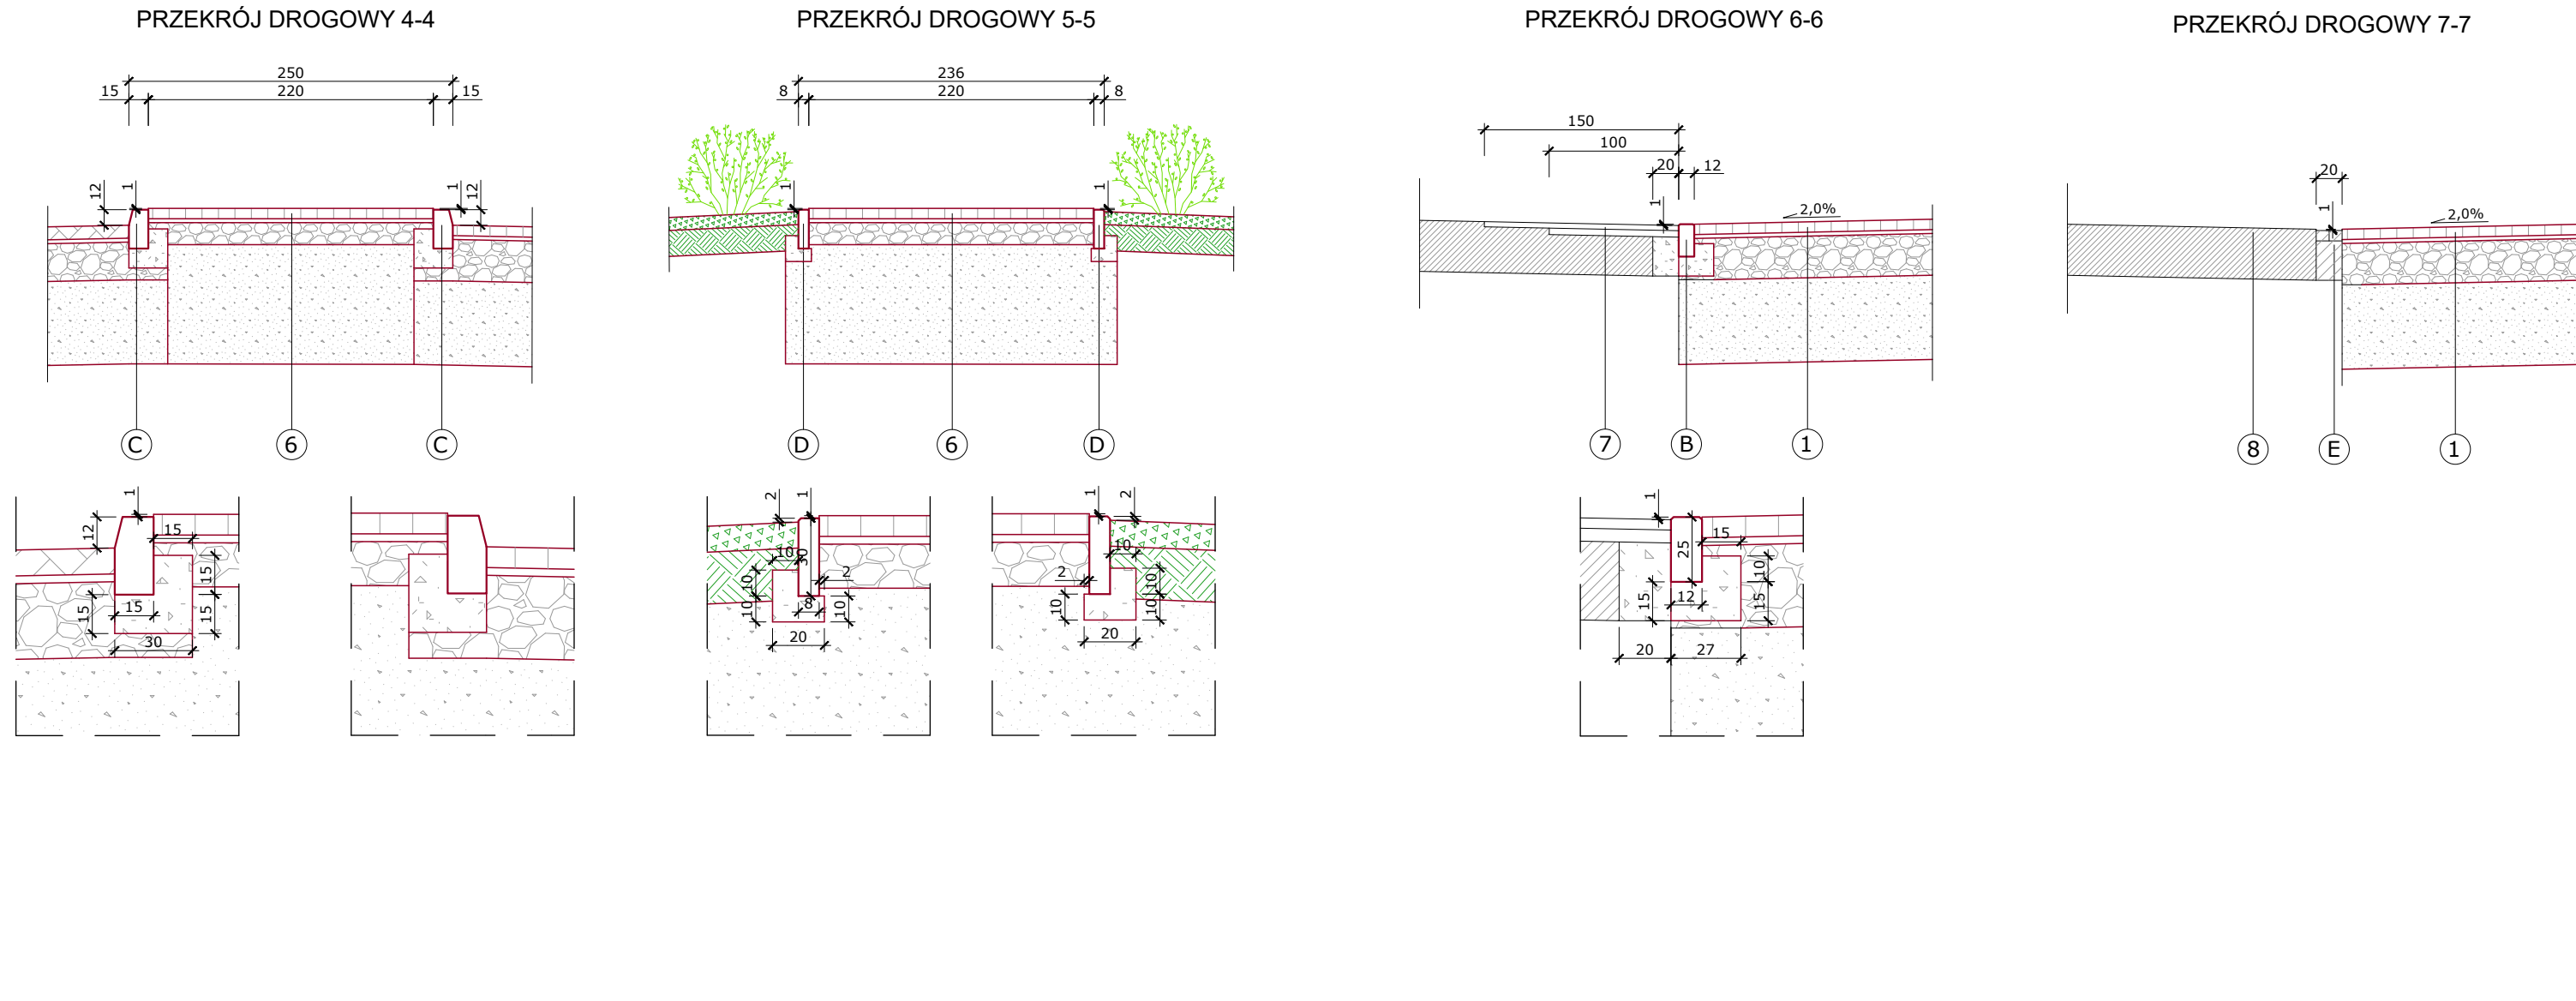 PRZEKRÓJ DROGOWY 4-4
250
15 220 15
12 1 1 12
C 6 C
1
12
15
15
15 15 15
30
PRZEKRÓJ DROGOWY 5-5
236
8 220 8
1 1
D 6 D
2 1
10 30
10 2
10 8 10
20
1 2
10
2 10
10 10
20
PRZEKRÓJ DROGOWY 6-6
150
100
20 12
1
2,0%
7 B 1
1
15
25
10
15 12 15
20 27
PRZEKRÓJ DROGOWY 7-7
20
1
2,0%
8 E 1